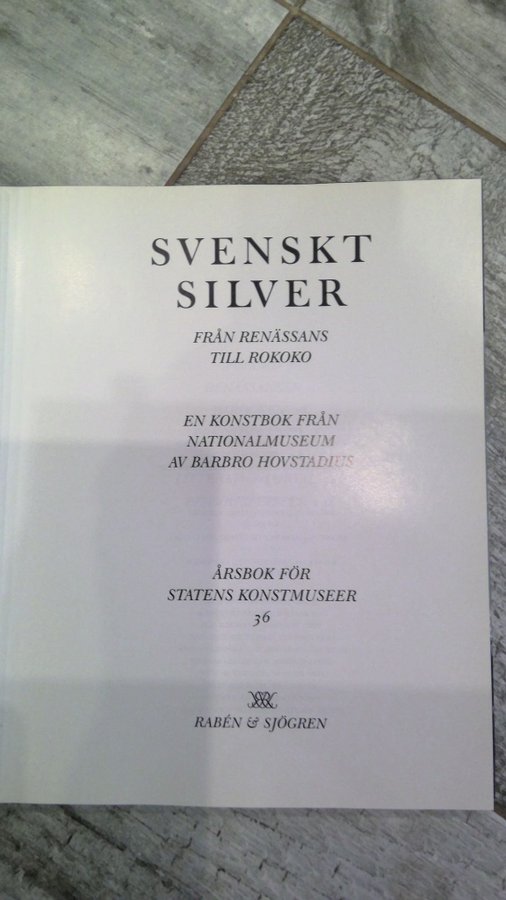 SVENSKT
SILVER
FRÅN RENÄSSANS
TILL ROKOKO
EN KONSTBOK FRÅN
NATIONALMUSEUM
AV BARBRO HOVSTADIUS
ÅRSBOK FÖR
STATENS KONSTMUSEER
36
RABÉN & SJÖGREN